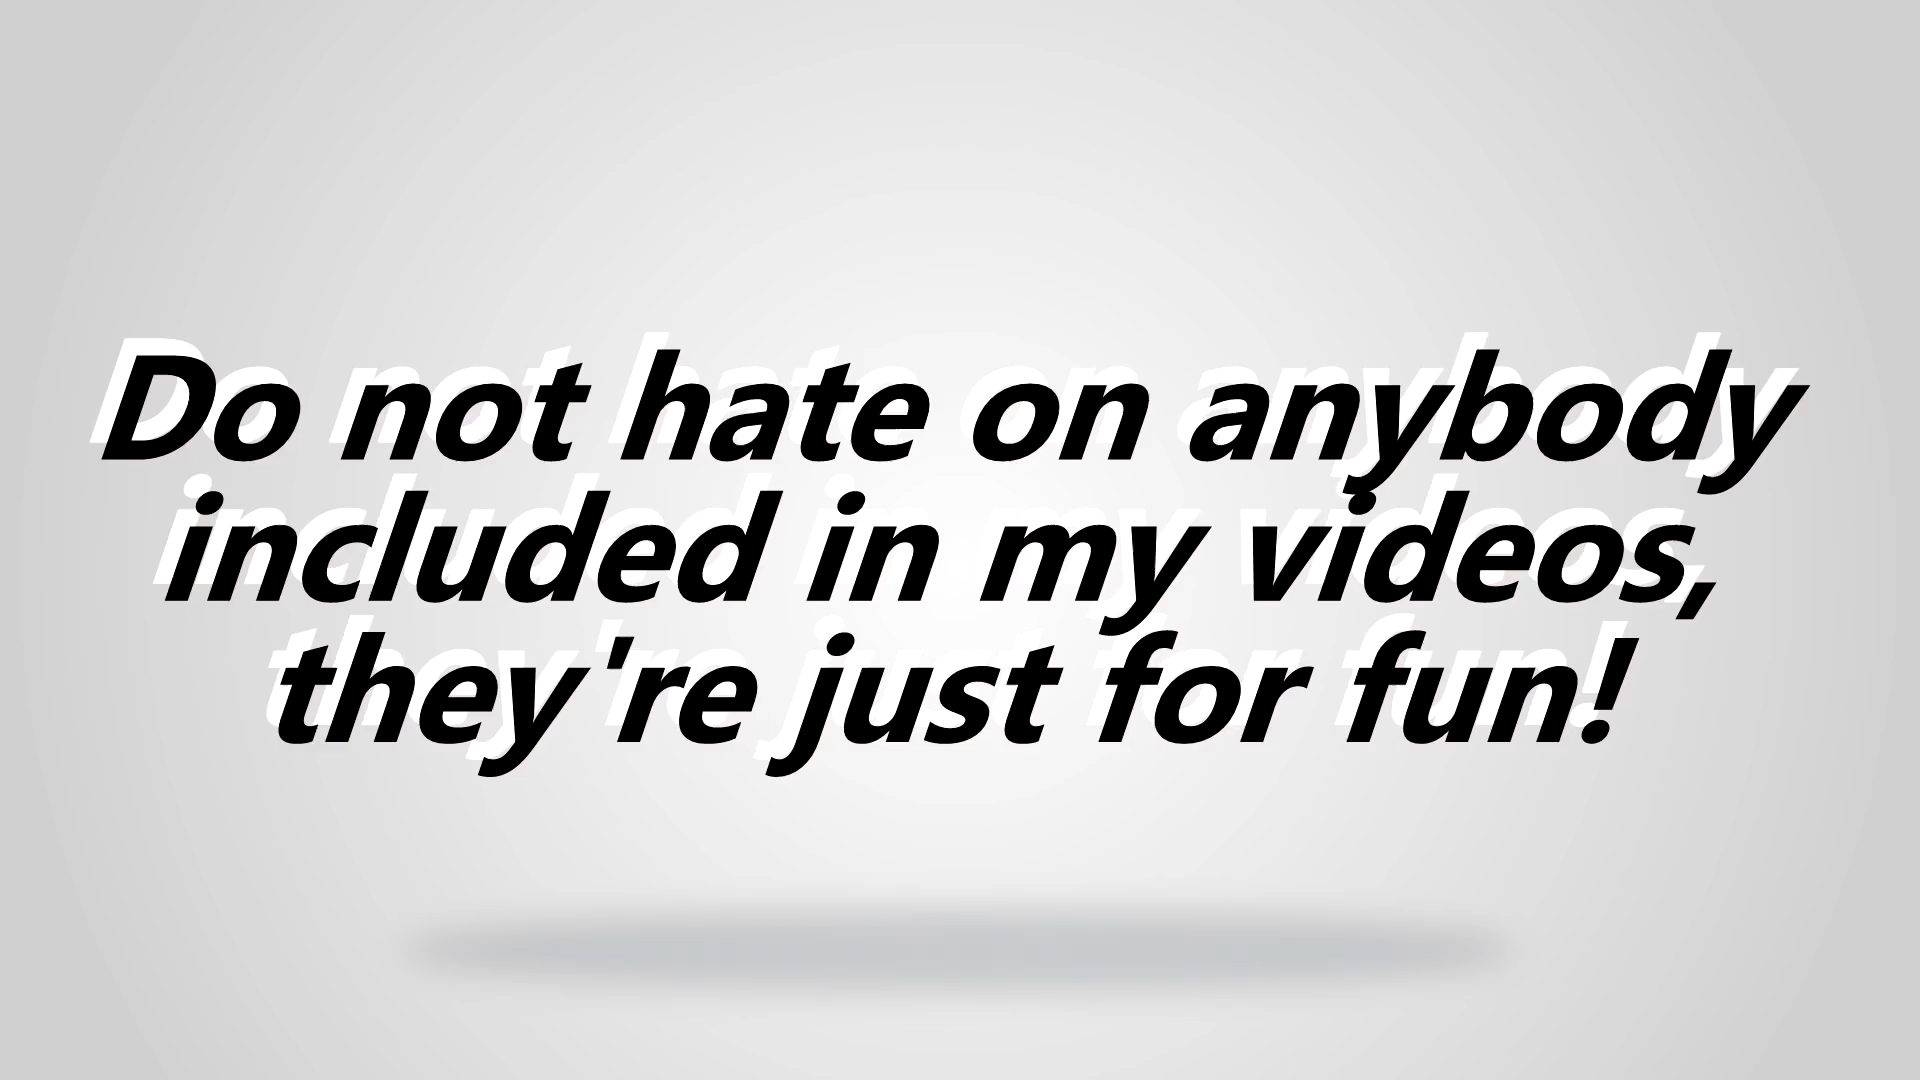 Do not hate on anybody
included in my videos,
they're just for fun!